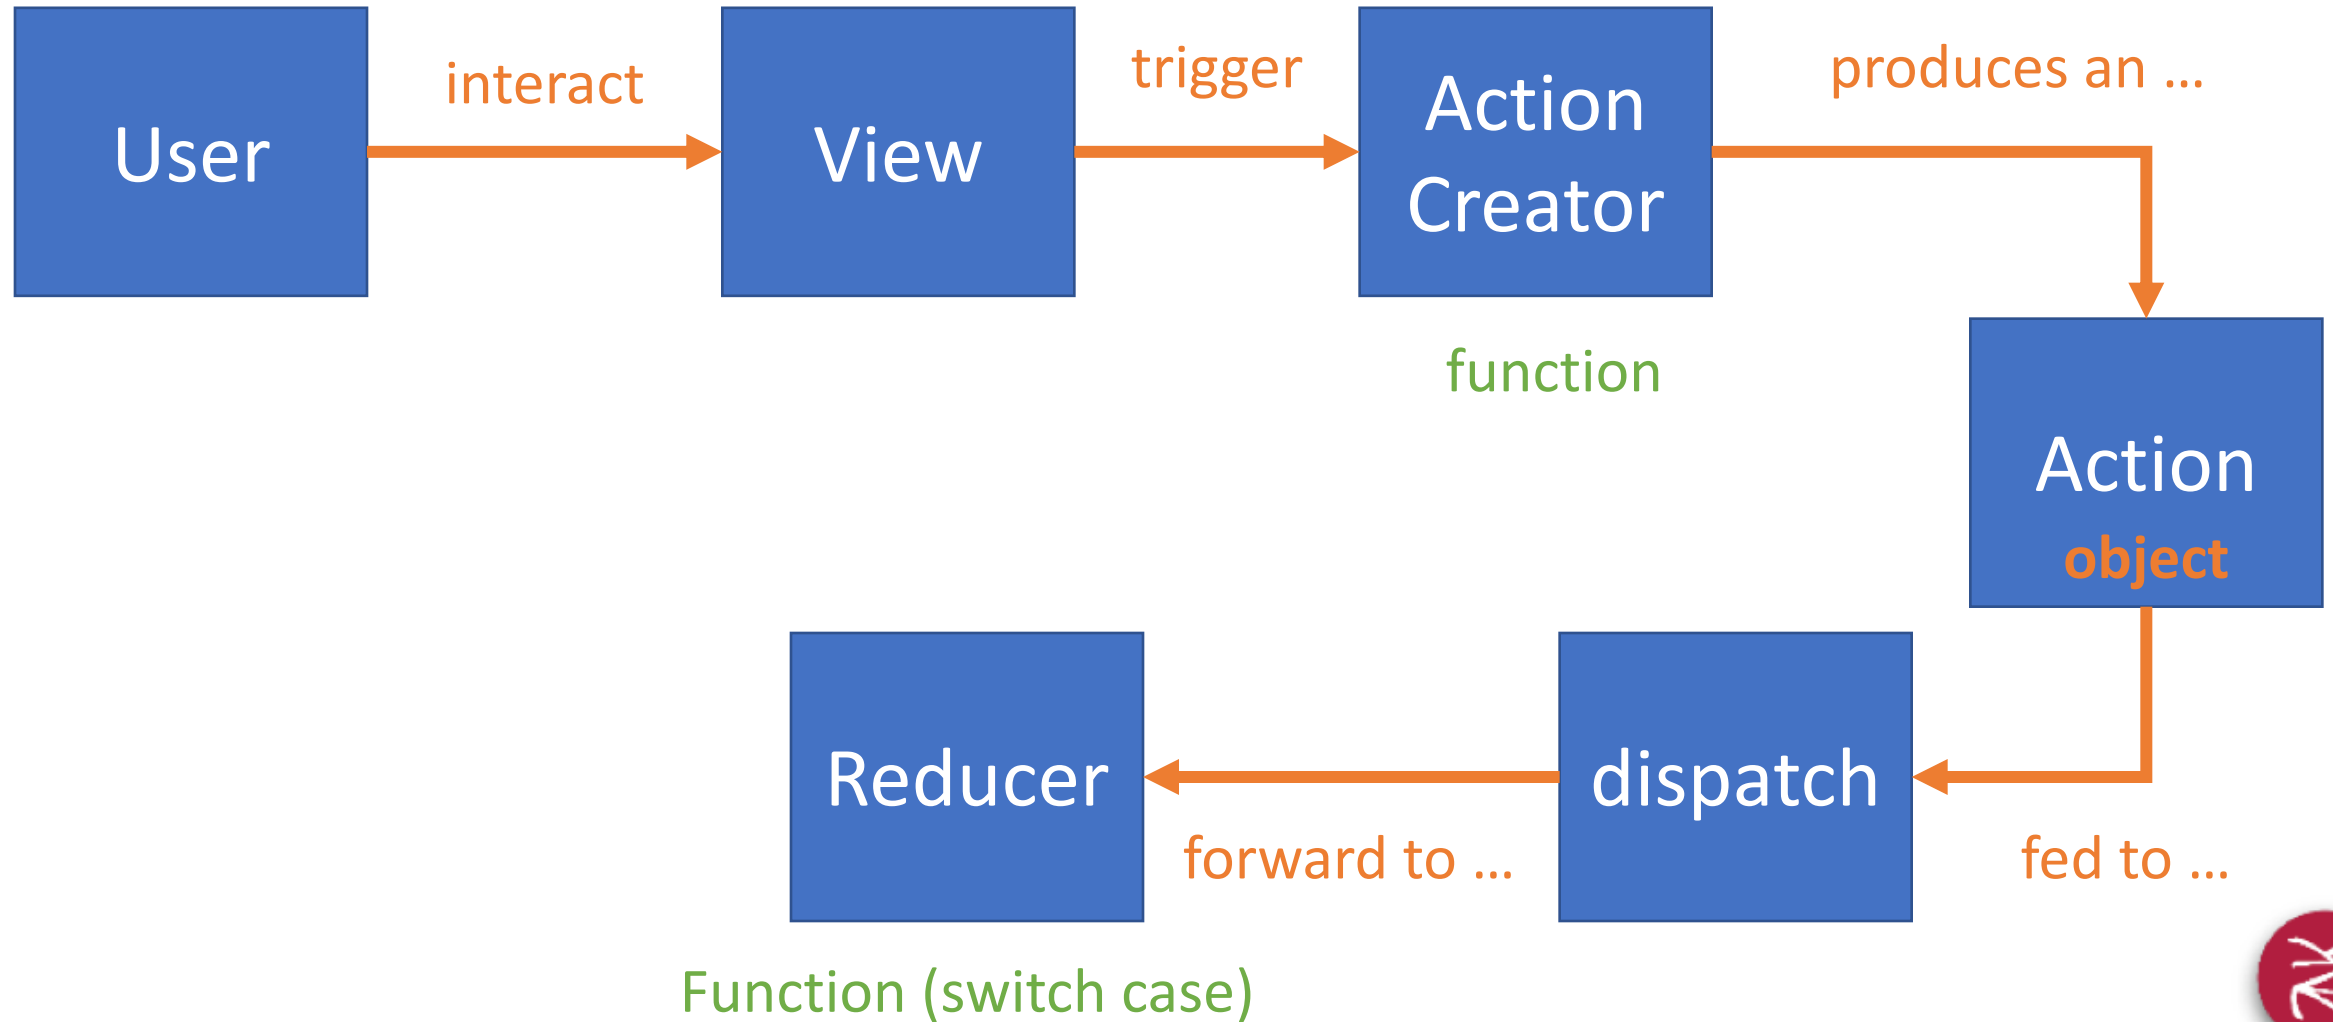 User
interact
View
trigger
Action
Creator
produces an ...
function
Action
object
Reducer
forward to ...
dispatch
fed to ...
Function (switch case)